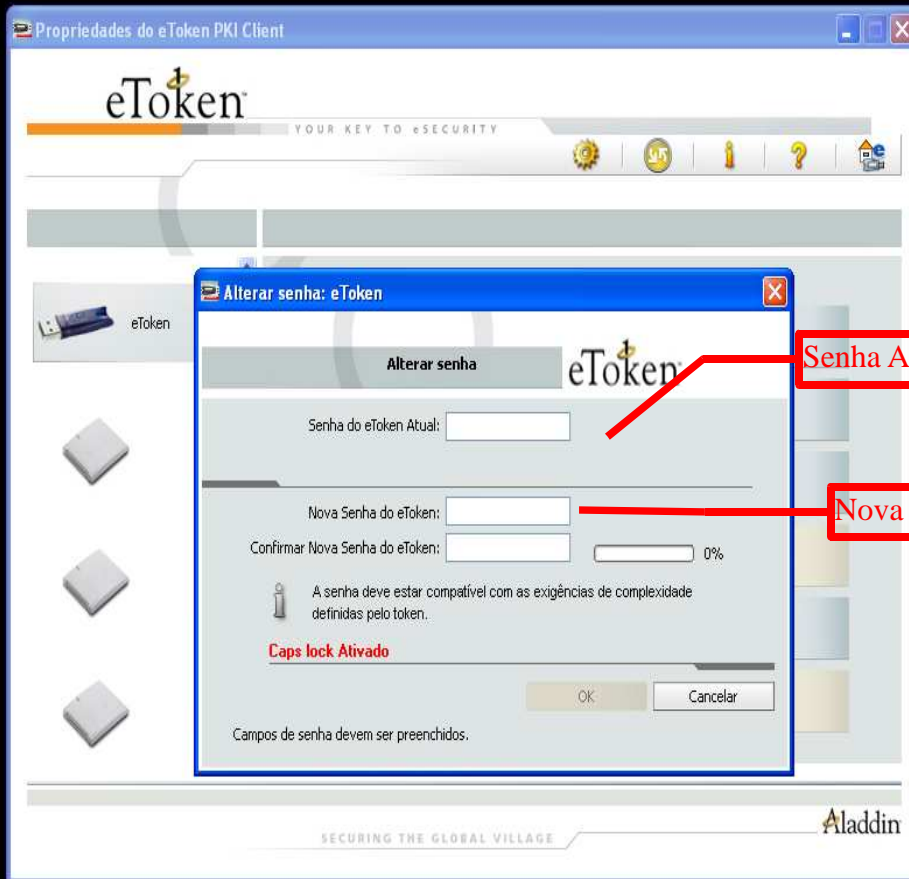 Propriedades do eToken PKI Client
eToken
YOUR KEY TO eSECURITY
eToken
Alterar senha: eToken
Alterar senha
eToken
Senha A
Senha do eToken Atual:
Nova Senha do eToken:
Nova
Confirmar Nova Senha do eToken:
0%
A senha deve estar compatível com as exigências de complexidade
definidas pelo token.
Caps lock Ativado
OK
Cancelar
Campos de senha devem ser preenchidos.
Aladdin
SECURING THE GLOBAL VILLAGE